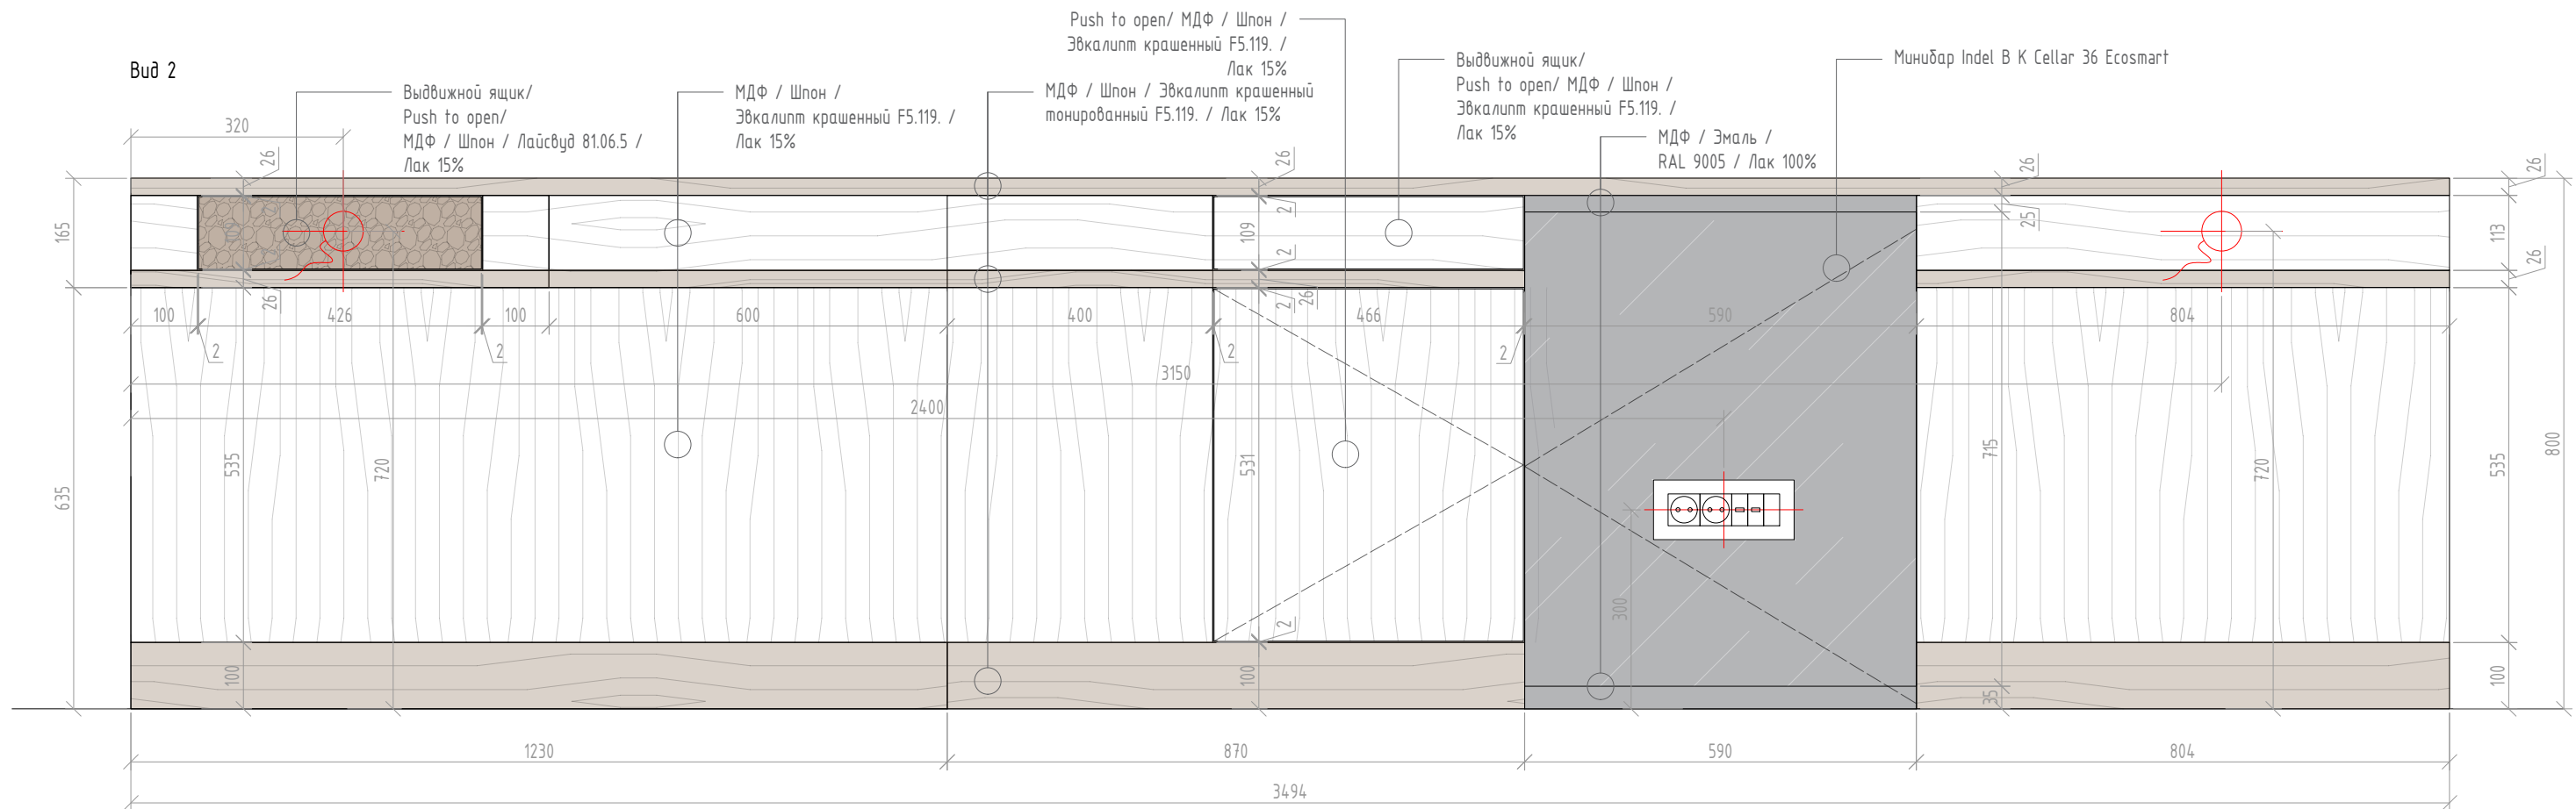 Вид 2
Выдвижной ящик/
Push to open/
МДФ / Шпон / Лайсвуд 81.06.5 /
Лак 15%
МДФ / Шпон /
Эвкалипт крашенный F5.119. /
Лак 15%
Push to open/ МДФ / Шпон /
Эвкалипт крашенный F5.119. /
Лак 15%
МДФ / Шпон / Эвкалипт крашенный
тонированный F5.119. / Лак 15%
Выдвижной ящик/
Push to open/ МДФ / Шпон /
Эвкалипт крашенный F5.119. /
Лак 15%
МДФ / Эмаль /
RAL 9005 / Лак 100%
Минибар Indel B K Cellar 36 Ecosmart
320
26
26
26
26
165
2
109
2
25
113
26
26
2
26
100
426
100
600
400
466
590
804
2
2
2
2
3150
2400
635
535
720
531
715
720
535
800
300
2
100
100
35
100
1230
870
590
804
3494